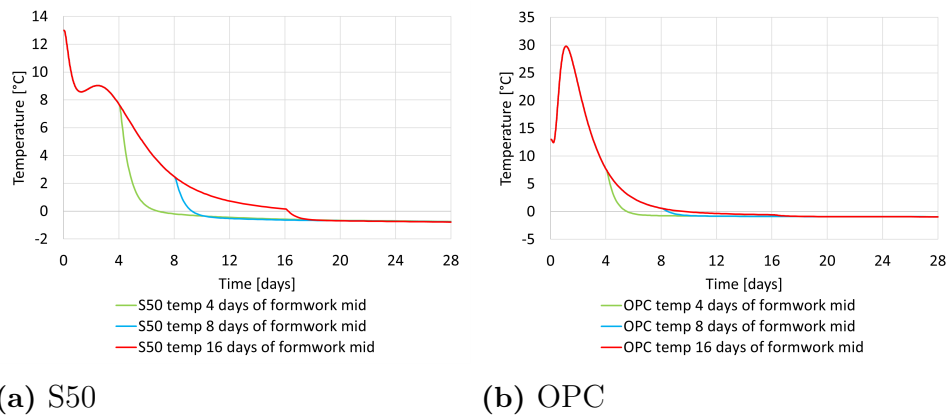 14
12
10
8
6
4
2
0
-2
Temperature [°C]
0 4 8 12 16 20 24 28
Time [days]
S50 temp 4 days of formwork mid
S50 temp 8 days of formwork mid
S50 temp 16 days of formwork mid
(a) S50
35
30
25
20
15
10
5
0
-5
Temperature [°C]
0 4 8 12 16 20 24 28
Time [days]
OPC temp 4 days of formwork mid
OPC temp 8 days of formwork mid
OPC temp 16 days of formwork mid
(b) OPC